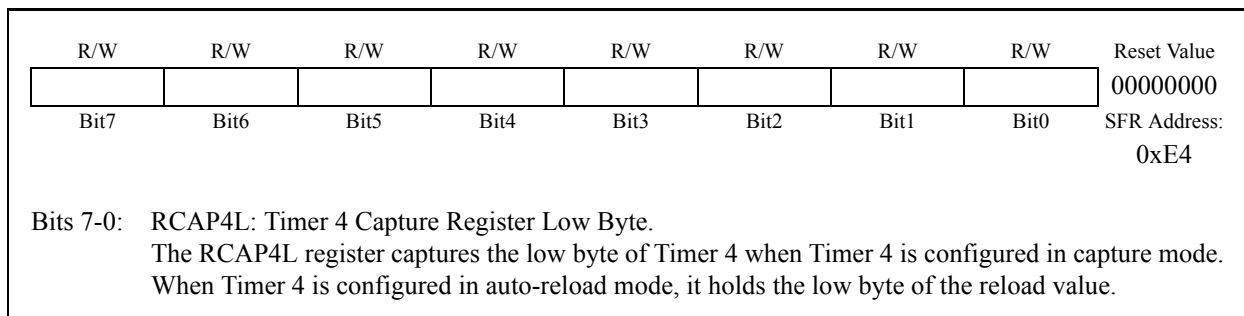 R/W R/W R/W R/W R/W R/W R/W R/W Reset Value
00000000
Bit7 Bit6 Bit5 Bit4 Bit3 Bit2 Bit1 Bit0 SFR Address:
0xE4
Bits 7-0: RCAP4L: Timer 4 Capture Register Low Byte.
The RCAP4L register captures the low byte of Timer 4 when Timer 4 is configured in capture mode.
When Timer 4 is configured in auto-reload mode, it holds the low byte of the reload value.